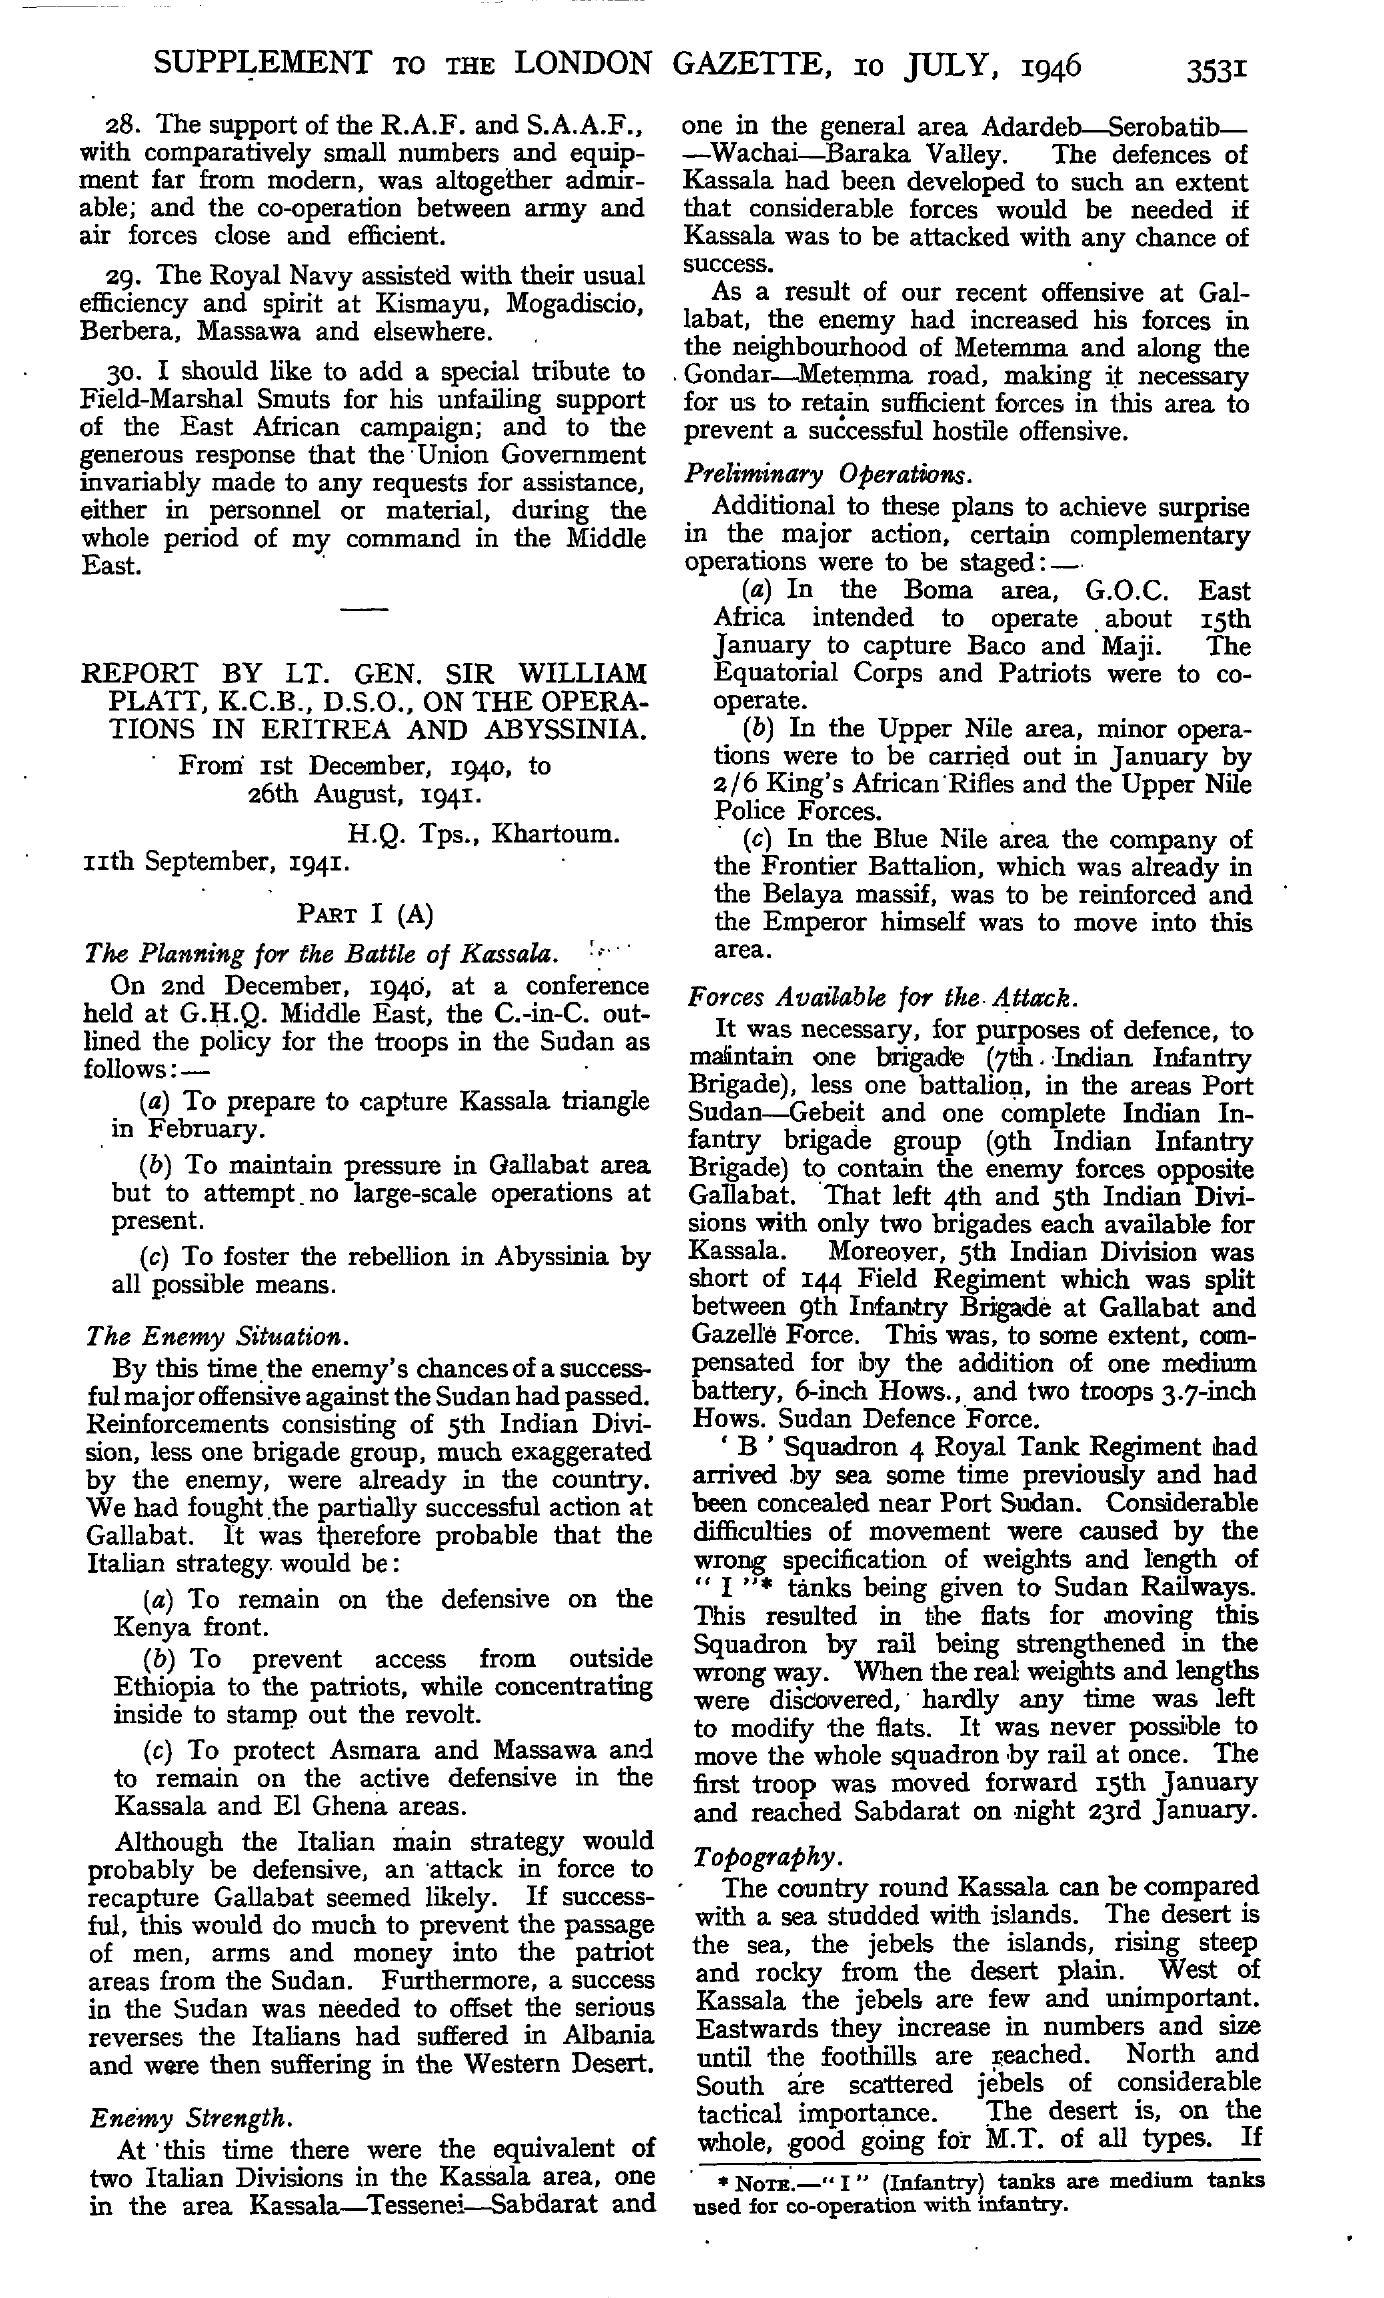 SUPPLEMENT TO THE LONDON GAZETTE, 10 JULY, 1946 3531
28. The support of the R.A.F. and S.A.A.F.,
with comparatively small numbers and equip-
ment far from modern, was altogether admir-
able; and the co-operation between army and
air forces close and efficient.
29. The Royal Navy assisted with their usual
efficiency and spirit at Kismayu, Mogadiscio,
Berbera, Massawa and elsewhere.
30. I should like to add a special tribute to
Field-Marshal Smuts for his unfailing support
of the East African campaign; and to the
generous response that the Union Government
invariably made to any requests for assistance,
either in personnel or material, during the
whole period of my command in the Middle
East.
REPORT BY LT. GEN. SIR WILLIAM
PLATT, K.C.B., D.S.O., ON THE OPERA-
TIONS IN ERITREA AND ABYSSINIA.
From 1st December, 1940, to
26th August, 1941.
H.Q. Tps., Khartoum.
11th September, 1941.
PART I (A)
The Planning for the Battle of Kassala.
On 2nd December, 1940, at a conference
held at G.H.Q. Middle East, the C.-in-C. out-
lined the policy for the troops in the Sudan as
follows:—
(a) To prepare to capture Kassala triangle
in February.
(b) To maintain pressure in Gallabat area
but to attempt no large-scale operations at
present.
(c) To foster the rebellion in Abyssinia by
all possible means.
The Enemy Situation.
By this time the enemy's chances of a success-
ful major offensive against the Sudan had passed.
Reinforcements consisting of 5th Indian Divi-
sion, less one brigade group, much exaggerated
by the enemy, were already in the country.
We had fought the partially successful action at
Gallabat. It was therefore probable that the
Italian strategy would be:
(a) To remain on the defensive on the
Kenya front.
(b) To prevent access from outside
Ethiopia to the patriots, while concentrating
inside to stamp out the revolt.
(c) To protect Asmara and Massawa and
to remain on the active defensive in the
Kassala and El Ghena areas.
Although the Italian main strategy would
probably be defensive, an attack in force to
recapture Gallabat seemed likely. If success-
ful, this would do much to prevent the passage
of men, arms and money into the patriot
areas from the Sudan. Furthermore, a success
in the Sudan was needed to offset the serious
reverses the Italians had suffered in Albania
and were then suffering in the Western Desert.
Enemy Strength.
At this time there were the equivalent of
two Italian Divisions in the Kassala area, one
in the area Kassala—Tessenei—Sabdarat and
one in the general area Adardeb—Serobatib—
—Wachai—Baraka Valley. The defences of
Kassala had been developed to such an extent
that considerable forces would be needed if
Kassala was to be attacked with any chance of
success.
As a result of our recent offensive at Gal-
labat, the enemy had increased his forces in
the neighbourhood of Metemma and along the
Gondar—Metemma road, making it necessary
for us to retain sufficient forces in this area to
prevent a successful hostile offensive.
Preliminary Operations.
Additional to these plans to achieve surprise
in the major action, certain complementary
operations were to be staged:—
(a) In the Boma area, G.O.C. East
Africa intended to operate about 15th
January to capture Baco and Maji. The
Equatorial Corps and Patriots were to co-
operate.
(b) In the Upper Nile area, minor opera-
tions were to be carried out in January by
2/6 King's African Rifles and the Upper Nile
Police Forces.
(c) In the Blue Nile area the company of
the Frontier Battalion, which was already in
the Belaya massif, was to be reinforced and
the Emperor himself was to move into this
area.
Forces Available for the Attack.
It was necessary, for purposes of defence, to
maintain one brigade (7th Indian Infantry
Brigade), less one battalion, in the areas Port
Sudan—Gebeit and one complete Indian In-
fantry brigade group (9th Indian Infantry
Brigade) to contain the enemy forces opposite
Gallabat. That left 4th and 5th Indian Divi-
sions with only two brigades each available for
Kassala. Moreover, 5th Indian Division was
short of 144 Field Regiment which was split
between 9th Infantry Brigade at Gallabat and
Gazelle Force. This was, to some extent, com-
pensated for by the addition of one medium
battery, 6-inch Hows., and two troops 3.7-inch
Hows. Sudan Defence Force.
' B ' Squadron 4 Royal Tank Regiment had
arrived by sea some time previously and had
been concealed near Port Sudan. Considerable
difficulties of movement were caused by the
wrong specification of weights and length of
" I "* tanks being given to Sudan Railways.
This resulted in the flats for moving this
Squadron by rail being strengthened in the
wrong way. When the real weights and lengths
were discovered, hardly any time was left
to modify the flats. It was never possible to
move the whole squadron by rail at once. The
first troop was moved forward 15th January
and reached Sabdarat on night 23rd January.
Topography.
The country round Kassala can be compared
with a sea studded with islands. The desert is
the sea, the jebels the islands, rising steep
and rocky from the desert plain. West of
Kassala the jebels are few and unimportant.
Eastwards they increase in numbers and size
until the foothills are reached. North and
South are scattered jebels of considerable
tactical importance. The desert is, on the
whole, good going for M.T. of all types. If
* NOTE.—" I " (Infantry) tanks are medium tanks
used for co-operation with infantry.